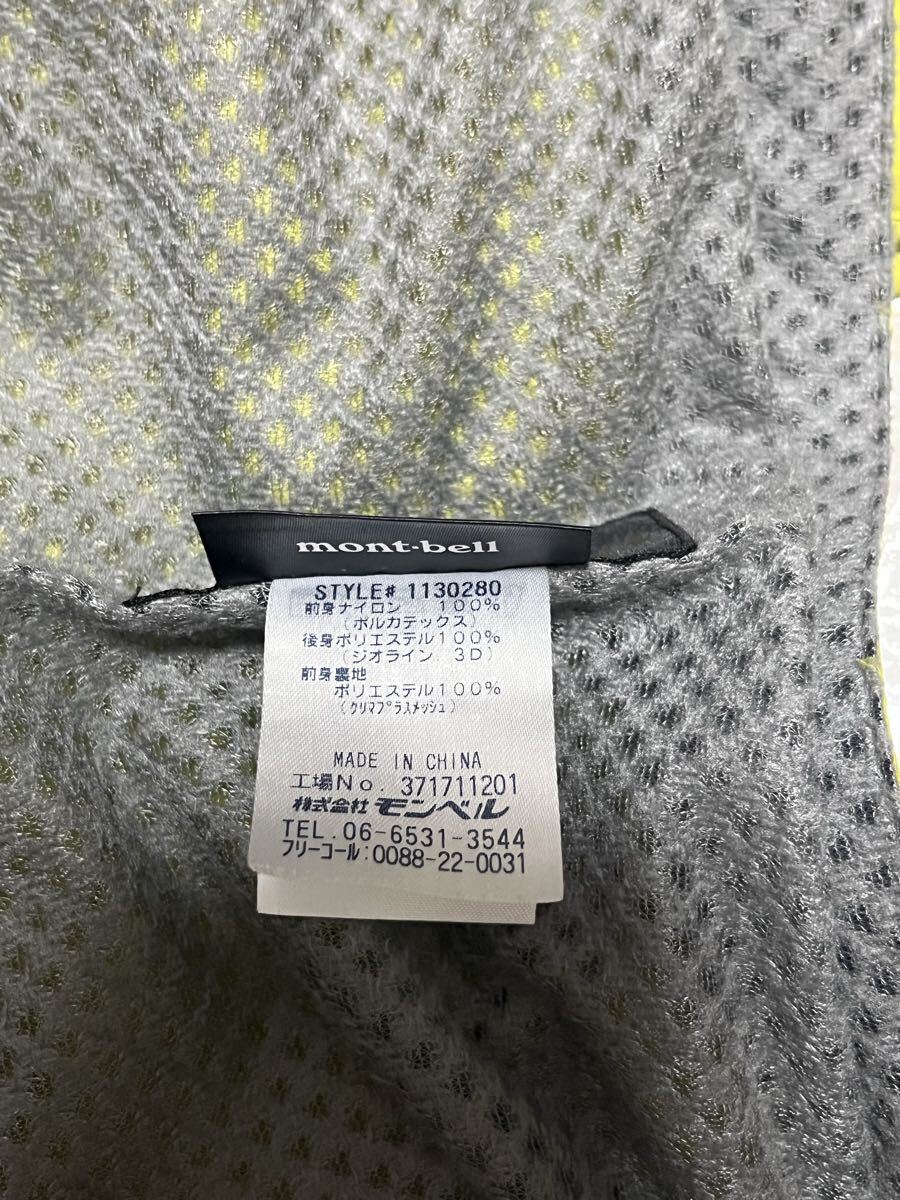 mont-bell
STYLE# 1130280
前身ナイロン 100%
(ポルカテックス)
後身ポリエステル100%
(ジオライン 3D)
前身裏地
ポリエステル100%
(クリマプラスメッシュ)
MADE IN CHINA
工場No. 371711201
株式会社 モンベル
TEL.06-6531-3544
フリーコール:0088-22-0031